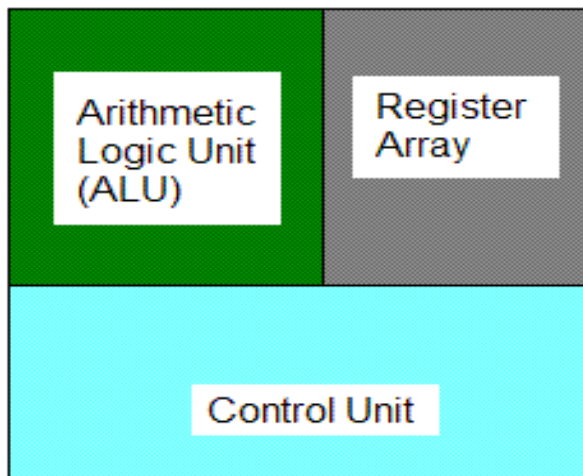 Arithmetic
Logic Unit
(ALU)
Register
Array
Control Unit